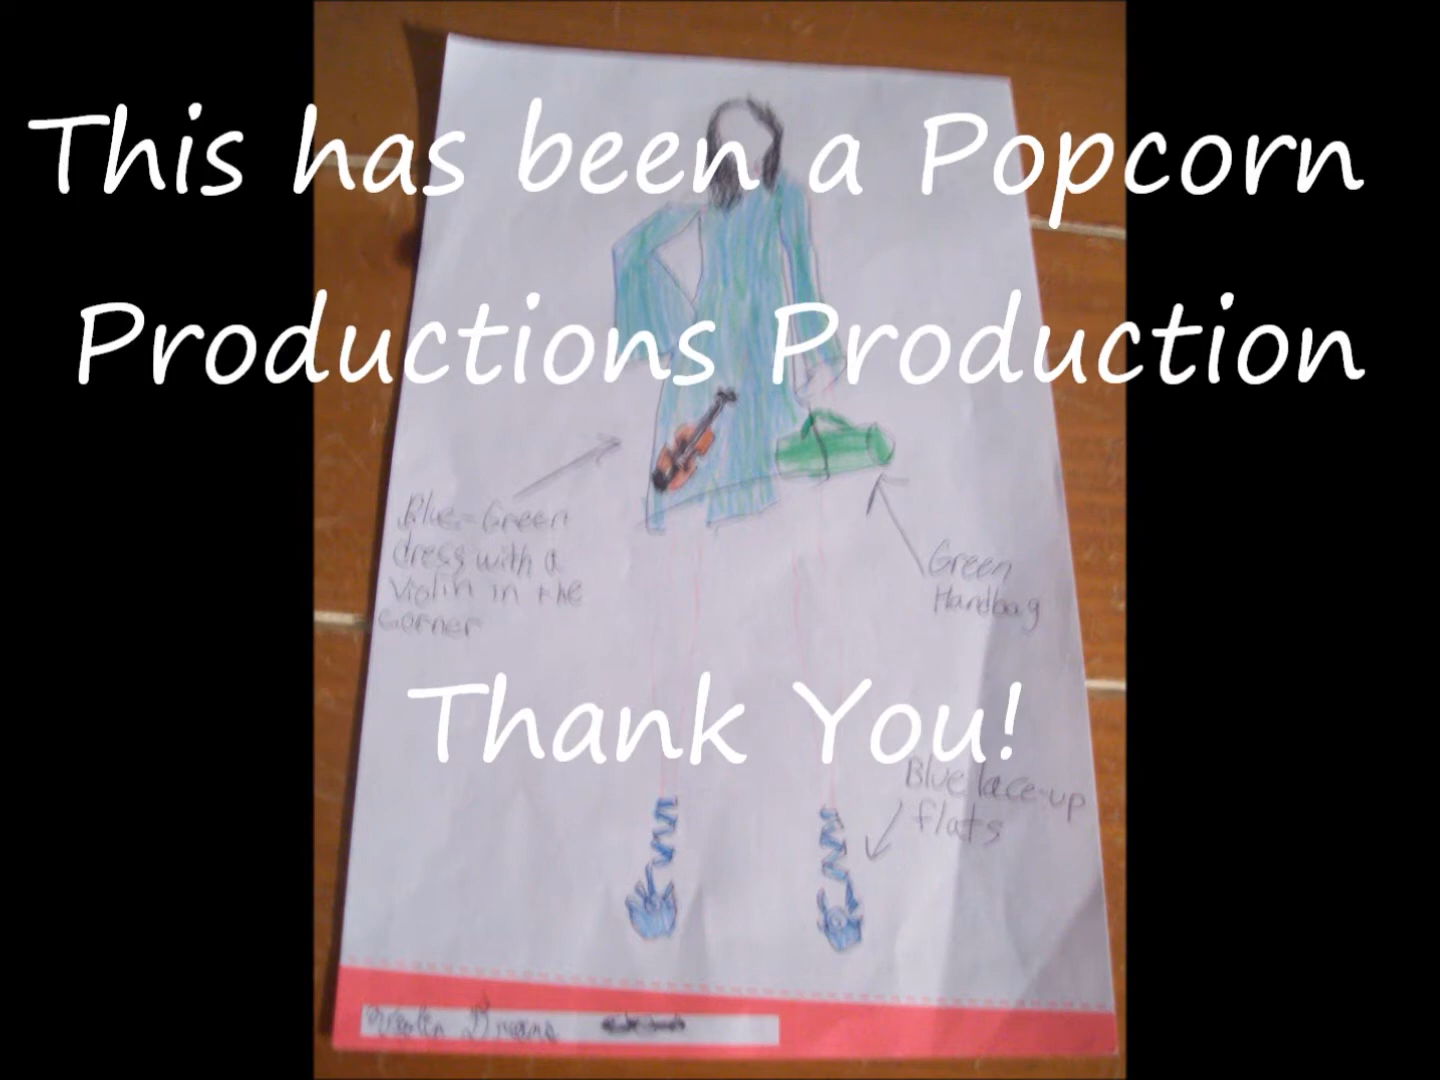 This has been a Popcorn
Productions Production
Blue-Green
dress with a
Violin in the
corner
Green
Handbag
Thank You!
Blue lace-up
flats